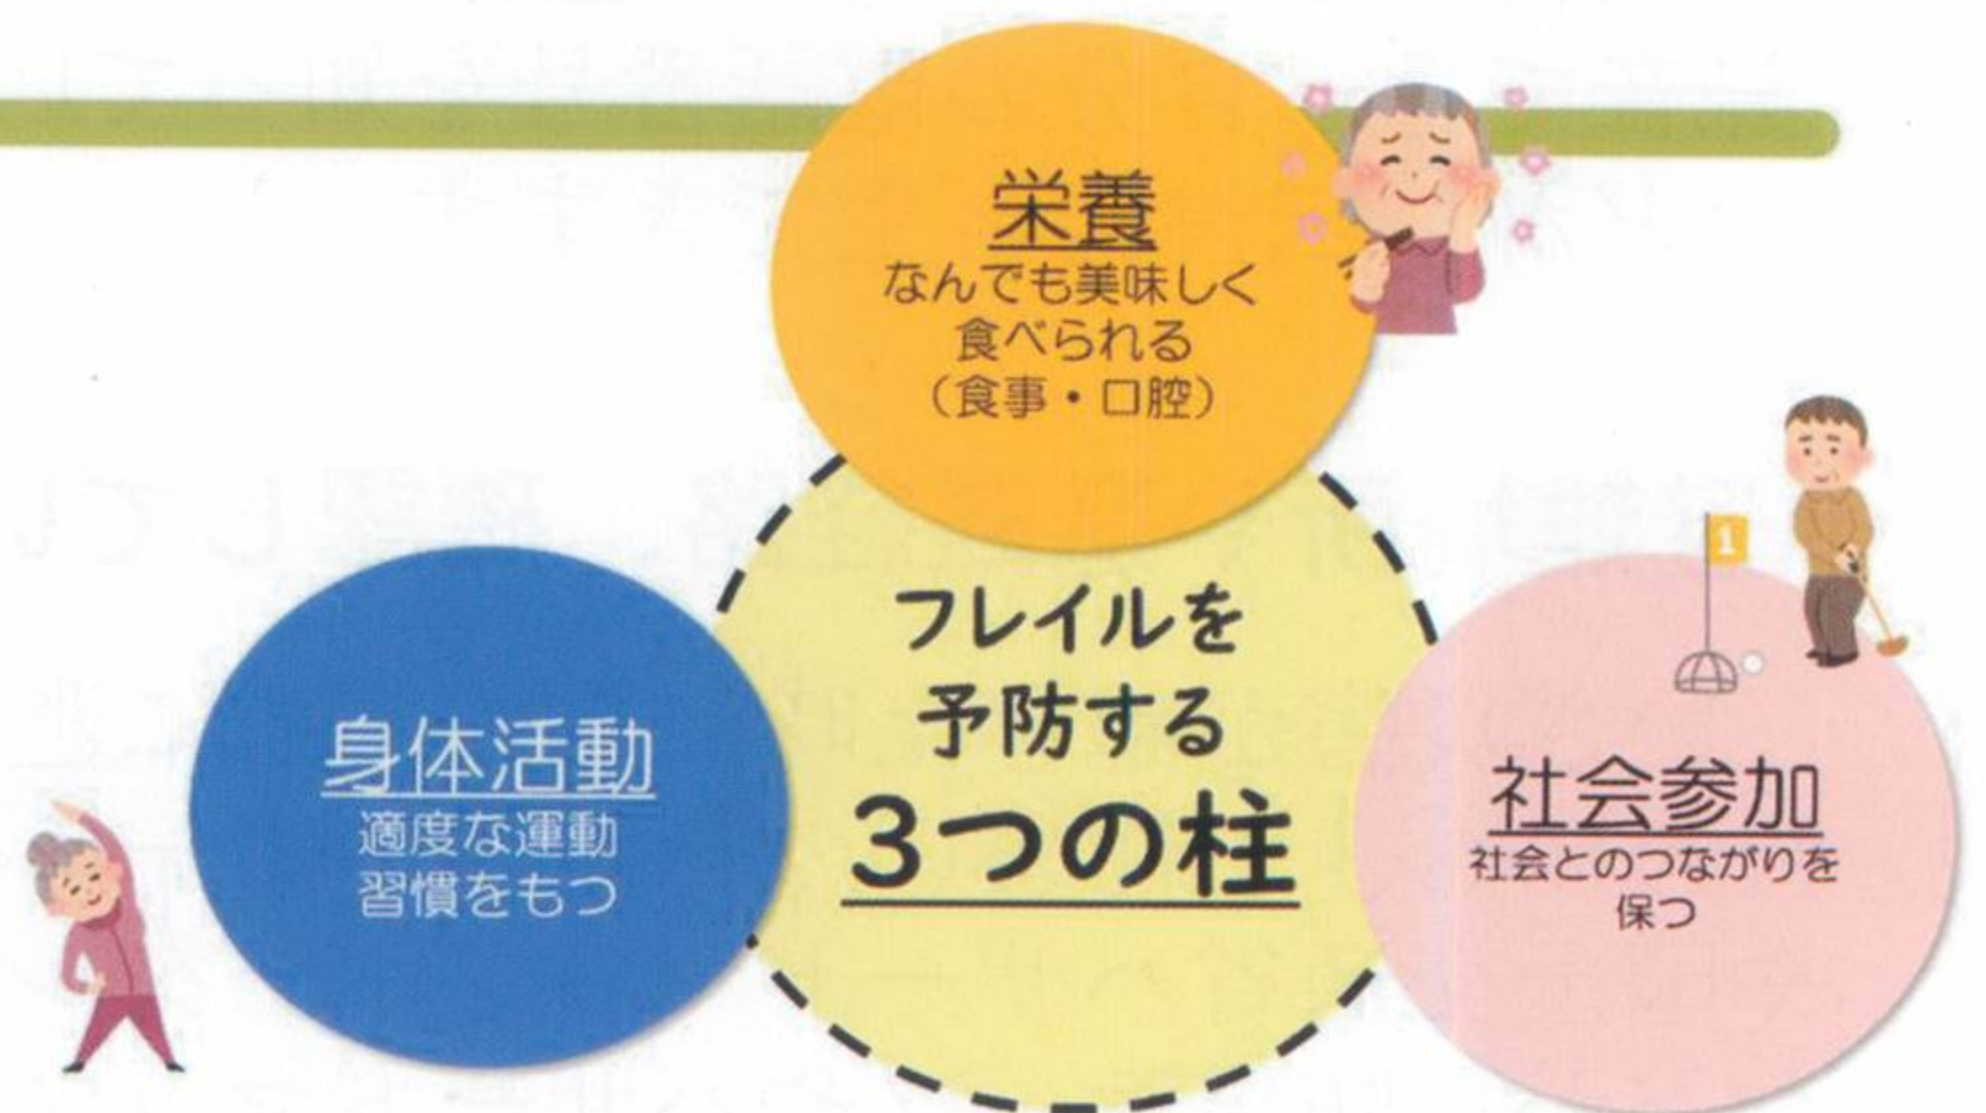 栄養
なんでも美味しく
食べられる
（食事・口腔）
フレイルを
予防する
3つの柱
身体活動
適度な運動
習慣をもつ
1
社会参加
社会とのつながりを
保つ